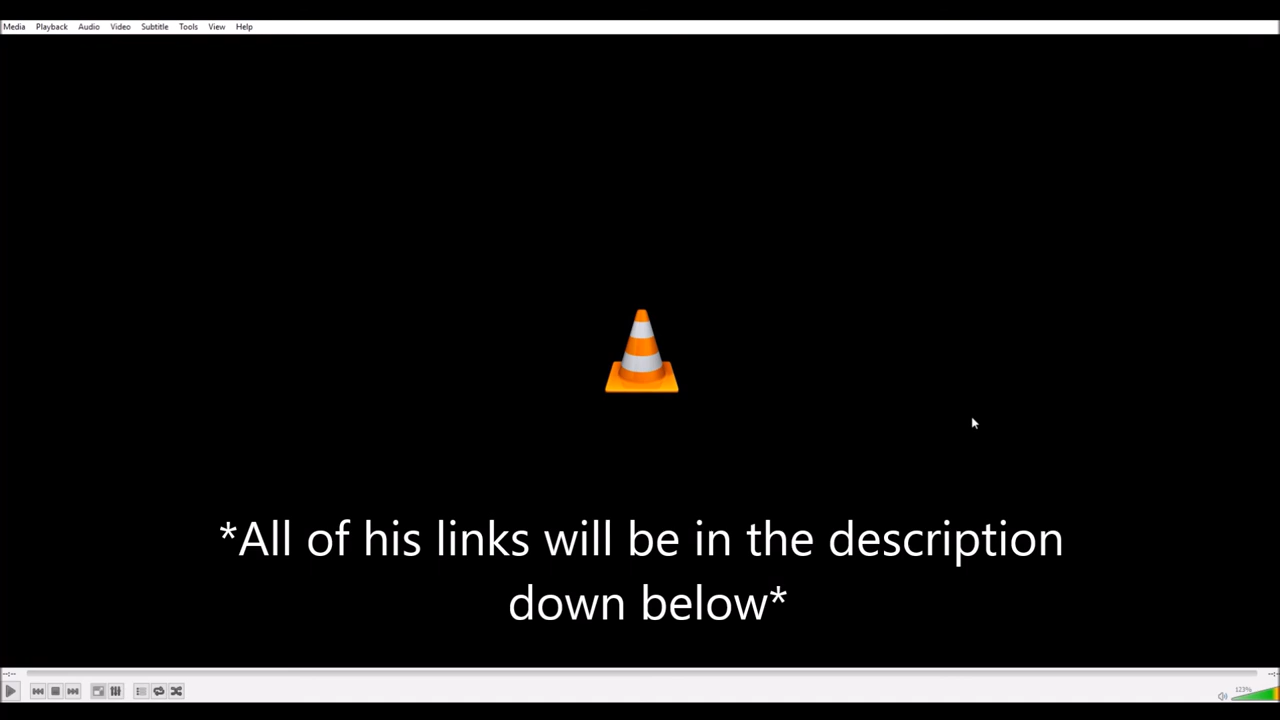 Media Playback Audio Video Subtitle Tools View Help
*All of his links will be in the description
down below*
--:-- --:--
123%